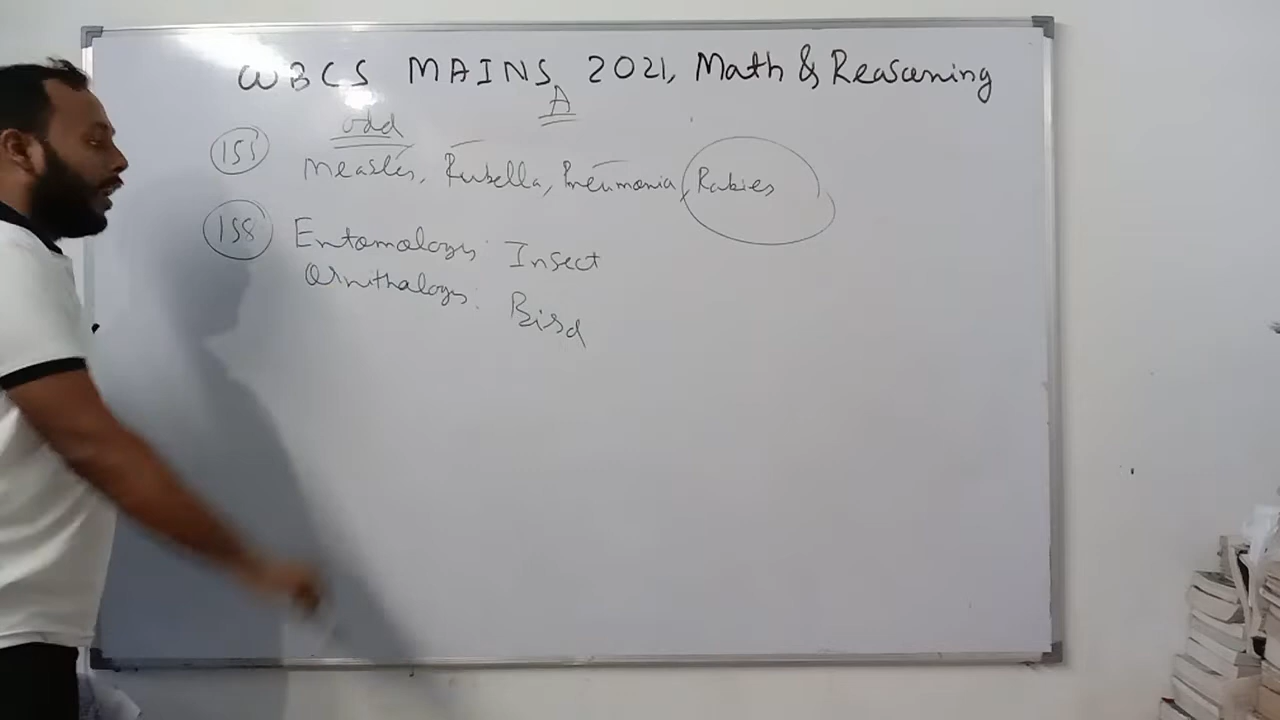 WBCS MAINS 2021, Math & Reasoning
A
odd
155 Measles, Rubella, Pneumonia, Rabies
158 Entomology: Insect
Ornithology: Bird